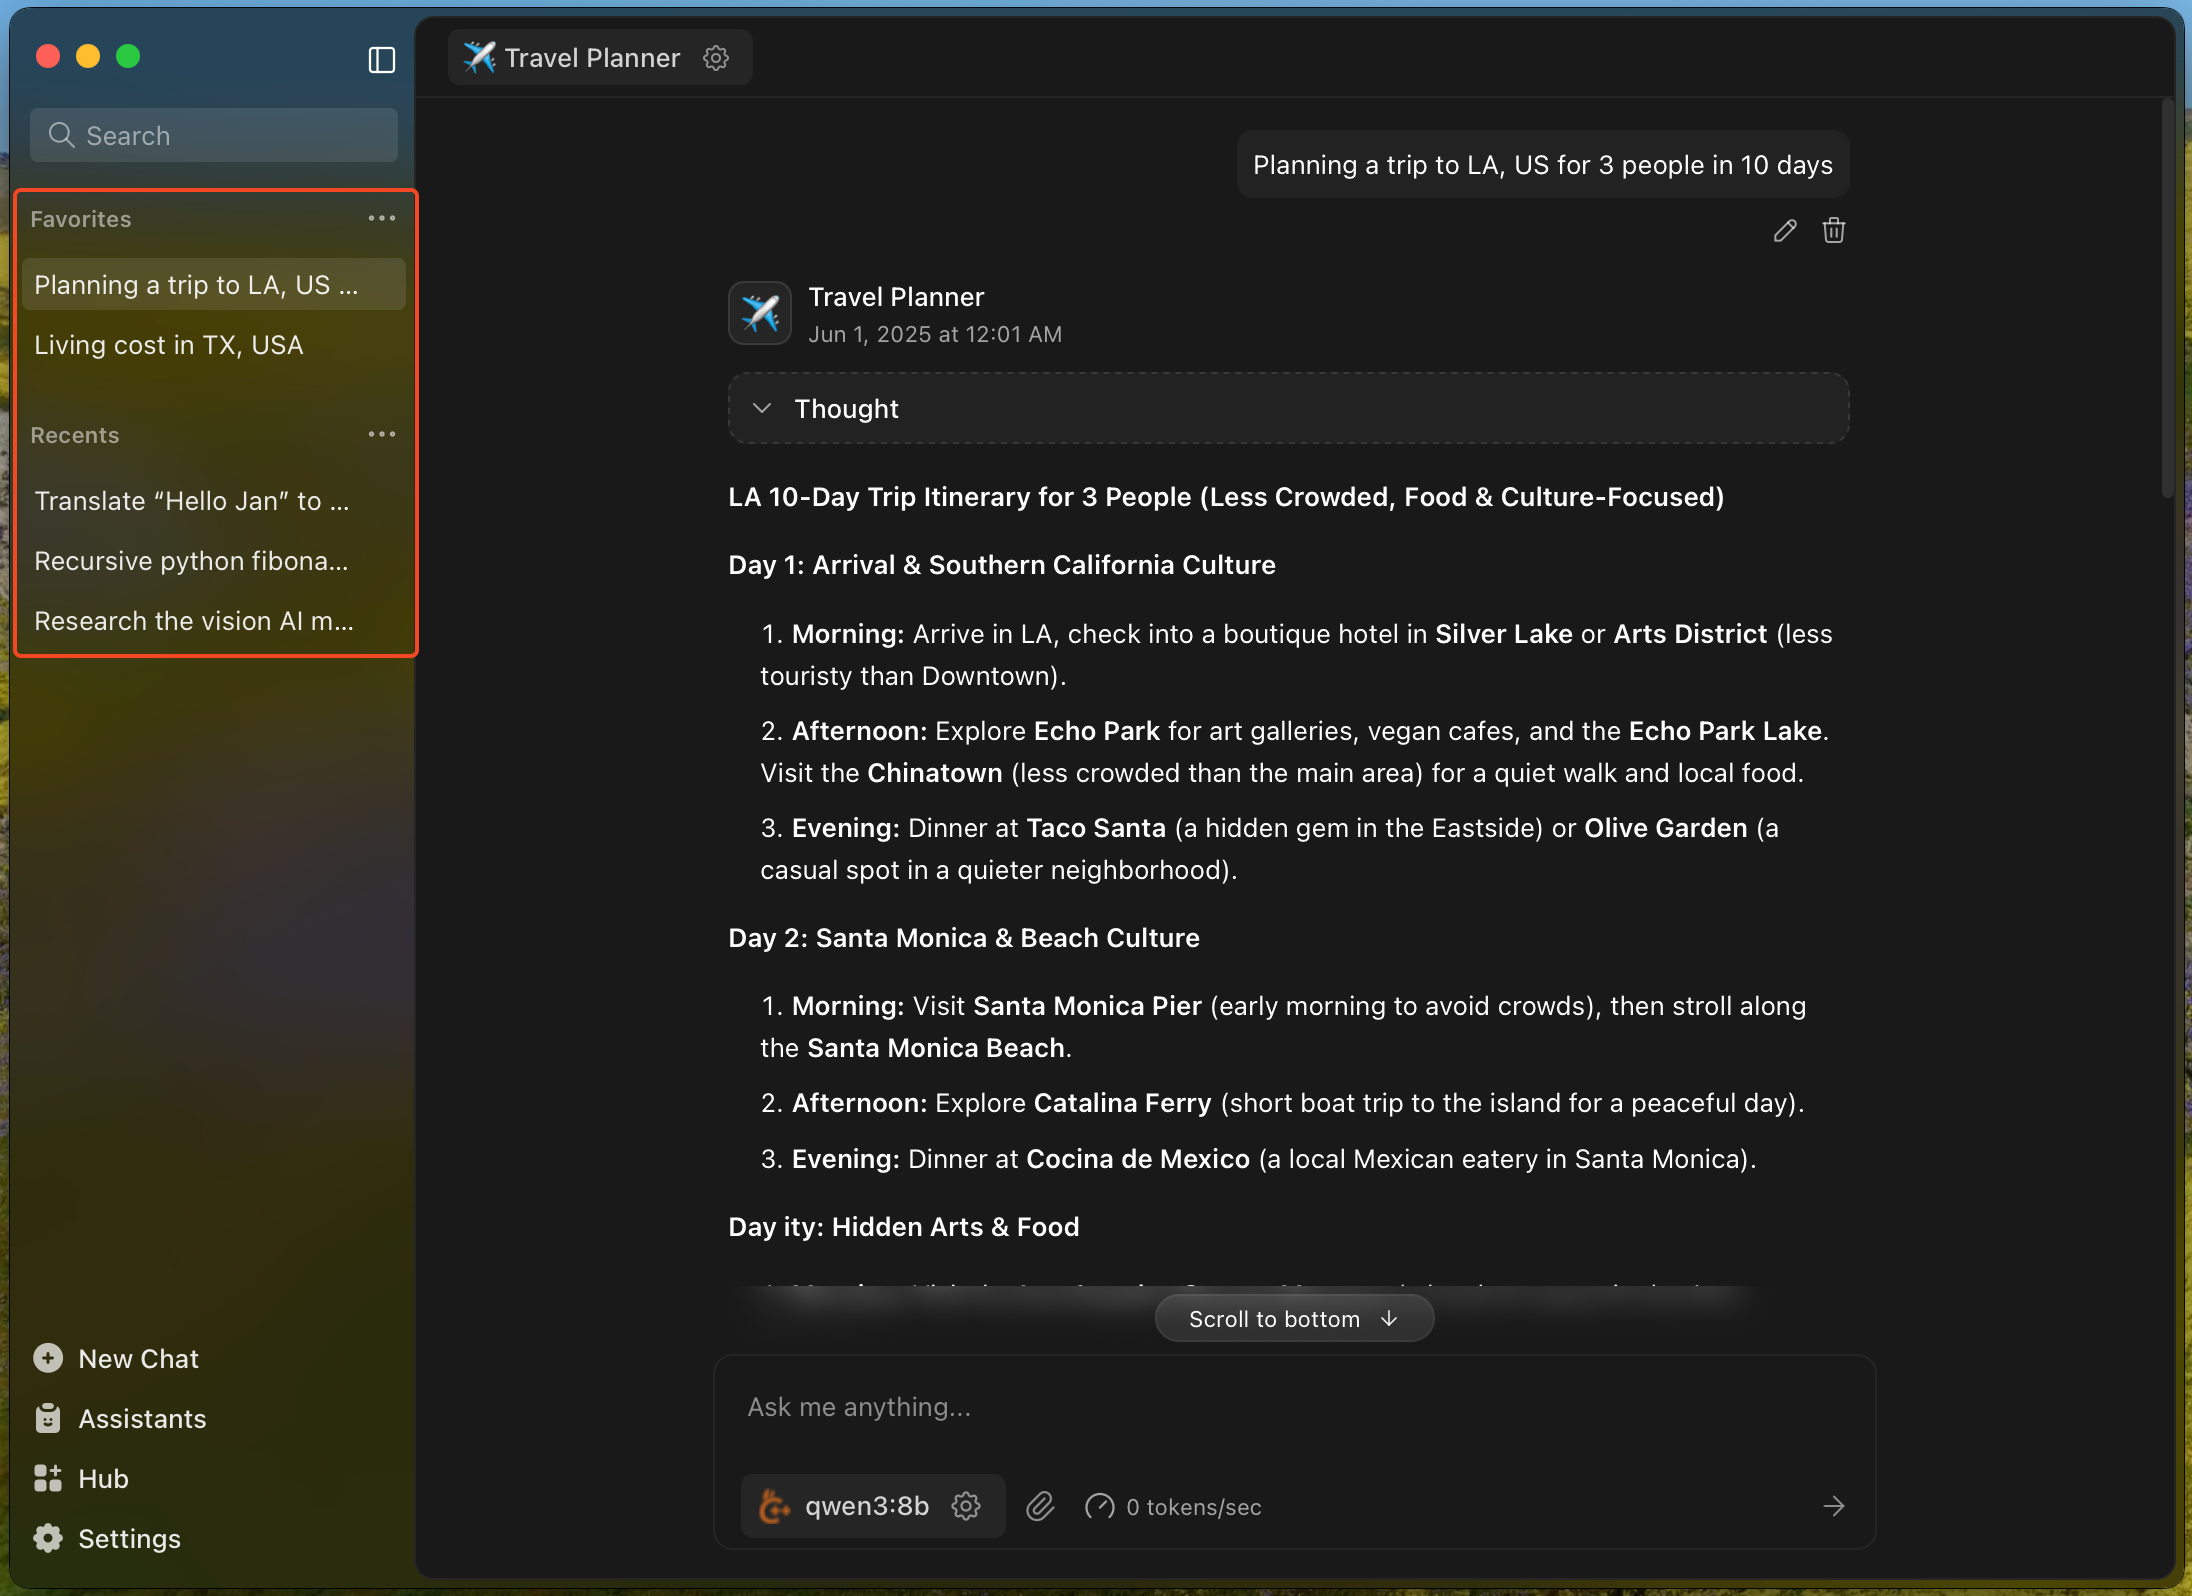 Search
Favorites
Planning a trip to LA, US ...
Living cost in TX, USA
Recents
Translate “Hello Jan” to ...
Recursive python fibona...
Research the vision AI m...
New Chat
Assistants
Hub
Settings
Travel Planner
Planning a trip to LA, US for 3 people in 10 days
Travel Planner
Jun 1, 2025 at 12:01 AM
Thought
LA 10-Day Trip Itinerary for 3 People (Less Crowded, Food & Culture-Focused)
Day 1: Arrival & Southern California Culture
1. Morning: Arrive in LA, check into a boutique hotel in Silver Lake or Arts District (less
touristy than Downtown).
2. Afternoon: Explore Echo Park for art galleries, vegan cafes, and the Echo Park Lake.
Visit the Chinatown (less crowded than the main area) for a quiet walk and local food.
3. Evening: Dinner at Taco Santa (a hidden gem in the Eastside) or Olive Garden (a
casual spot in a quieter neighborhood).
Day 2: Santa Monica & Beach Culture
1. Morning: Visit Santa Monica Pier (early morning to avoid crowds), then stroll along
the Santa Monica Beach.
2. Afternoon: Explore Catalina Ferry (short boat trip to the island for a peaceful day).
3. Evening: Dinner at Cocina de Mexico (a local Mexican eatery in Santa Monica).
Day ity: Hidden Arts & Food
Scroll to bottom
Ask me anything...
qwen3:8b
0 tokens/sec